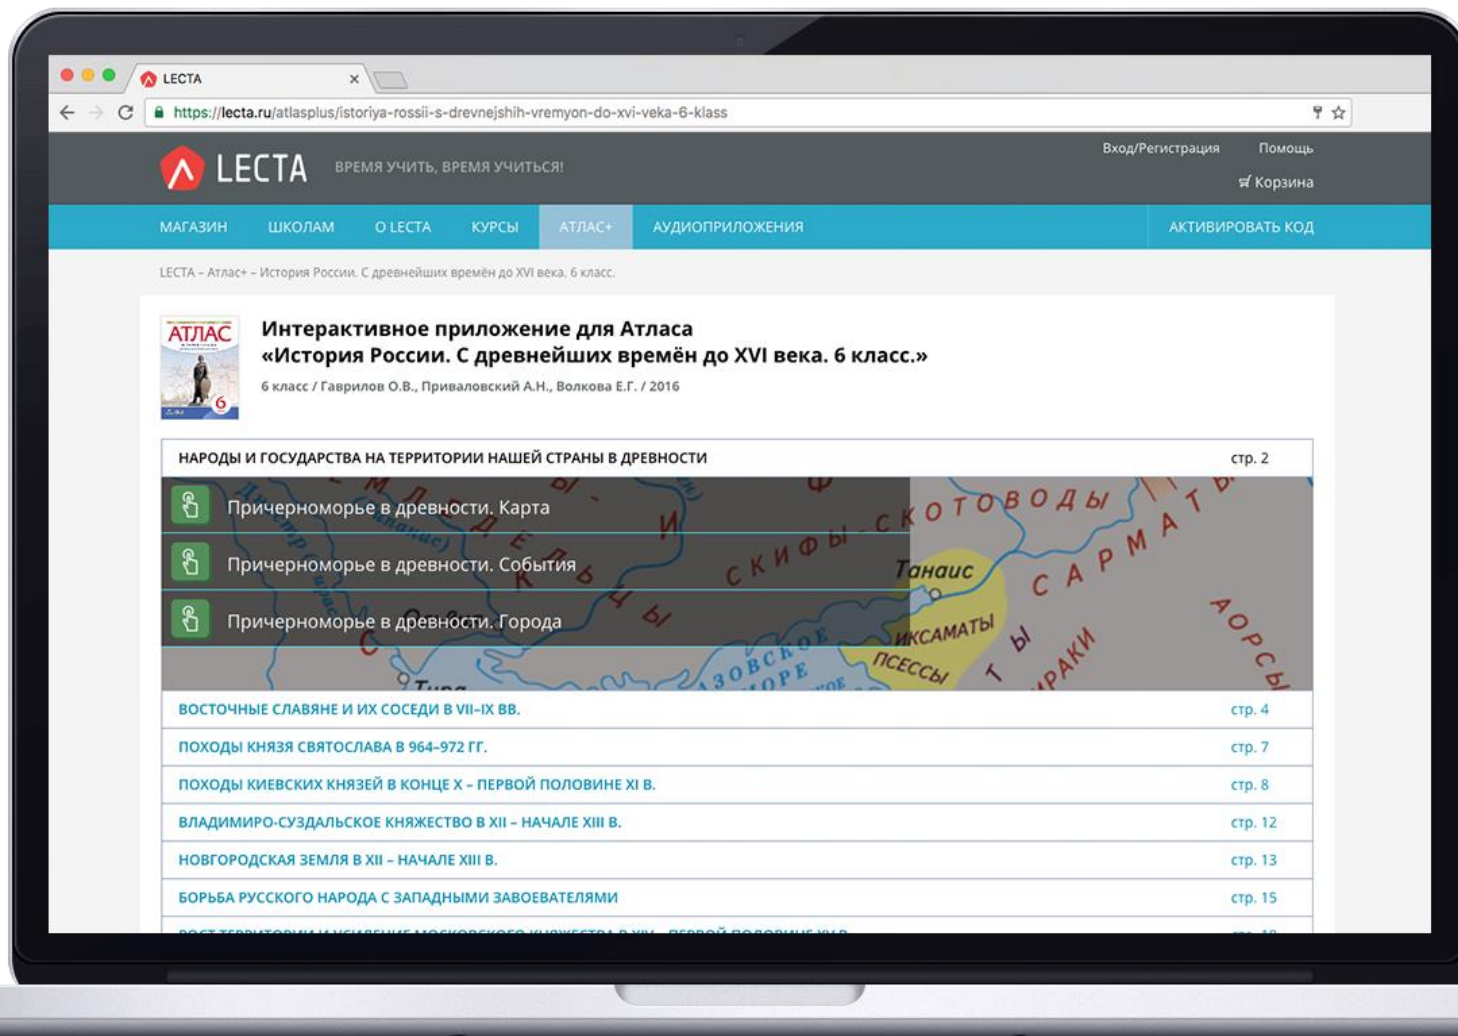 LECTA
https://lecta.ru/atlasplus/istoriya-rossii-s-drevnejshih-vremyon-do-xvi-veka-6-klass
LECTA
ВРЕМЯ УЧИТЬ, ВРЕМЯ УЧИТЬСЯ!
Вход/Регистрация Помощь
Корзина
МАГАЗИН ШКОЛАМ О LECTA КУРСЫ АТЛАС+ АУДИОПРИЛОЖЕНИЯ АКТИВИРОВАТЬ КОД
LECTA – Атлас+ – История России. С древнейших времён до XVI века. 6 класс.
АТЛАС
6
Интерактивное приложение для Атласа
«История России. С древнейших времён до XVI века. 6 класс.»
6 класс / Гаврилов О.В., Приваловский А.Н., Волкова Е.Г. / 2016
НАРОДЫ И ГОСУДАРСТВА НА ТЕРРИТОРИИ НАШЕЙ СТРАНЫ В ДРЕВНОСТИ стр. 2
Причерноморье в древности. Карта
Причерноморье в древности. События
Причерноморье в древности. Города
СКИФЫ-СКОТОВОДЫ
Танаис
ИКСАМАТЫ
ПСЕССЫ
АОРСЫ
ВОСТОЧНЫЕ СЛАВЯНЕ И ИХ СОСЕДИ В VII–IX ВВ. стр. 4
ПОХОДЫ КНЯЗЯ СВЯТОСЛАВА В 964–972 ГГ. стр. 7
ПОХОДЫ КИЕВСКИХ КНЯЗЕЙ В КОНЦЕ X – ПЕРВОЙ ПОЛОВИНЕ XI В. стр. 8
ВЛАДИМИРО-СУЗДАЛЬСКОЕ КНЯЖЕСТВО В XII – НАЧАЛЕ XIII В. стр. 12
НОВГОРОДСКАЯ ЗЕМЛЯ В XII – НАЧАЛЕ XIII В. стр. 13
БОРЬБА РУССКОГО НАРОДА С ЗАПАДНЫМИ ЗАВОЕВАТЕЛЯМИ стр. 15